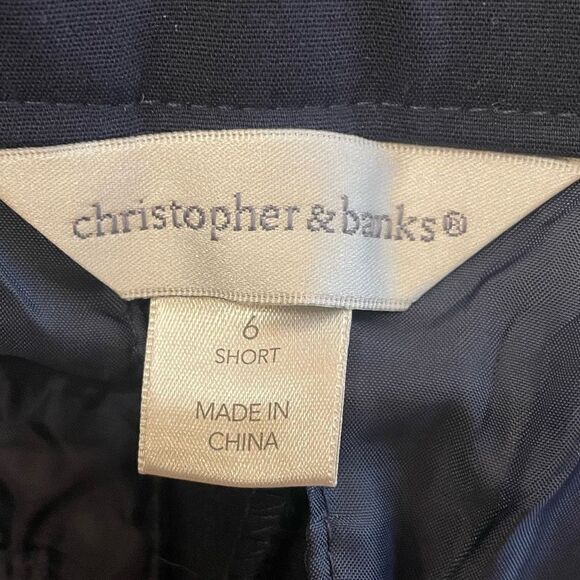 christopher & banks®
6
SHORT
MADE IN
CHINA